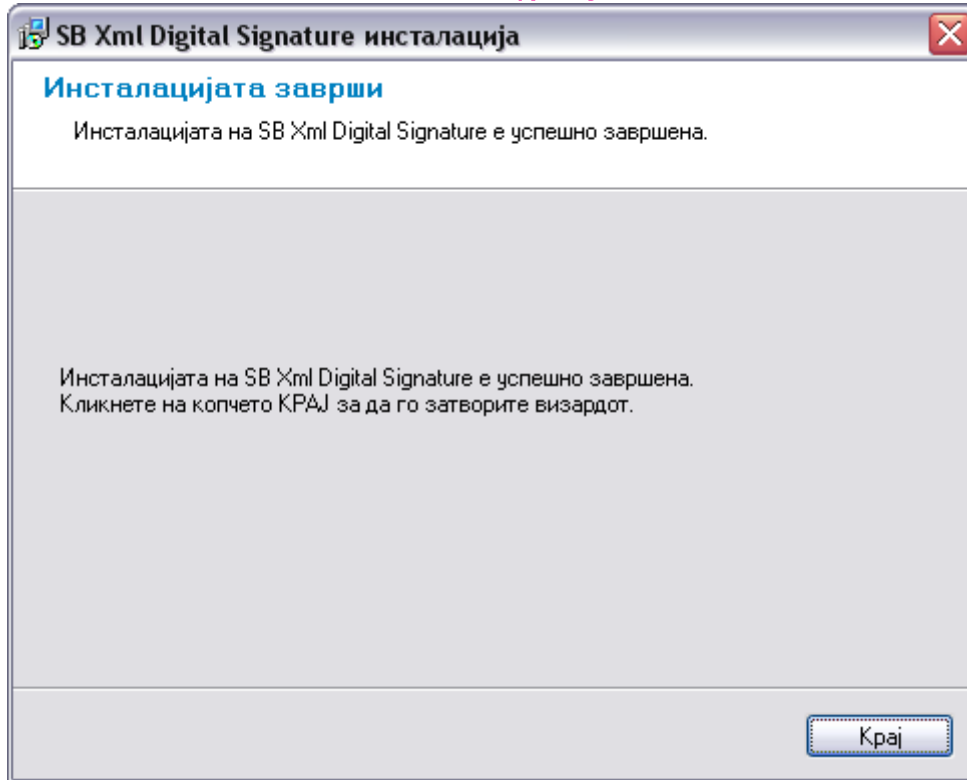 SB Xml Digital Signature инсталација
Инсталацијата заврши
Инсталацијата на SB Xml Digital Signature е успешно завршена.
Инсталацијата на SB Xml Digital Signature е успешно завршена.
Кликнете на копчето КРАЈ за да го затворите визардот.
Крај